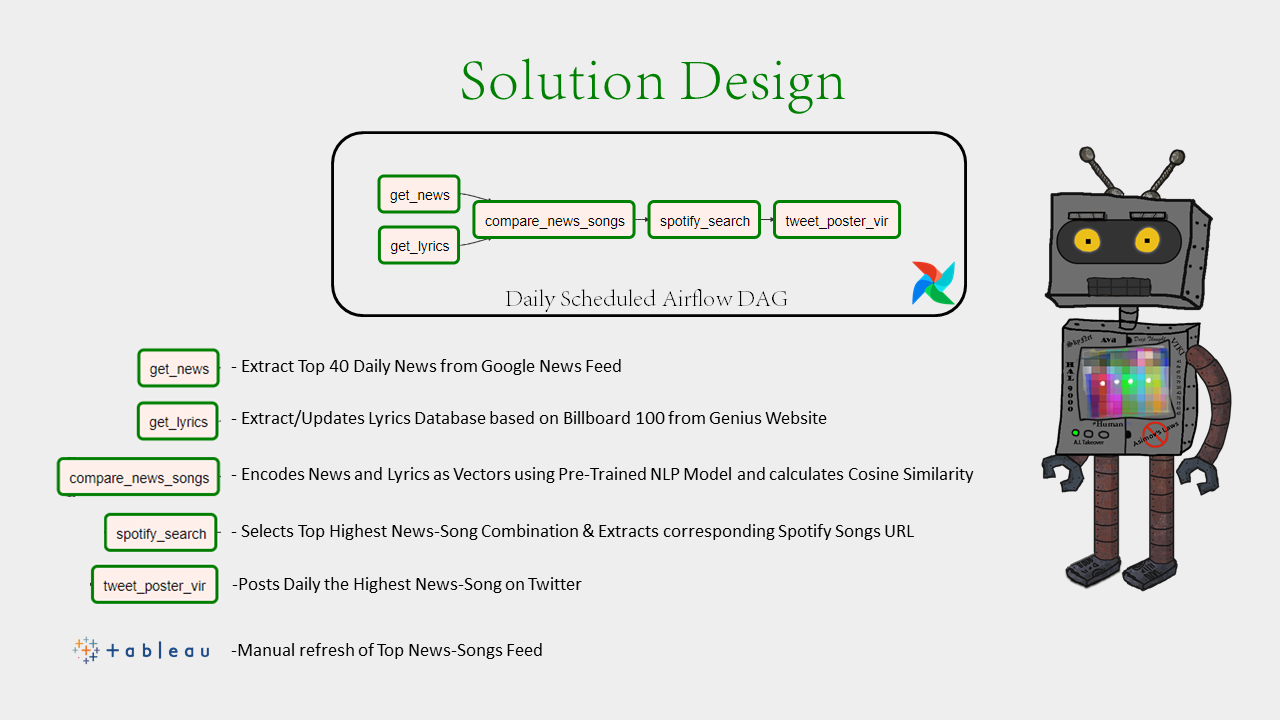 Solution Design
get_news
get_lyrics
compare_news_songs
spotify_search
tweet_poster_vir
Daily Scheduled Airflow DAG
get_news - Extract Top 40 Daily News from Google News Feed
get_lyrics - Extract/Updates Lyrics Database based on Billboard 100 from Genius Website
compare_news_songs - Encodes News and Lyrics as Vectors using Pre-Trained NLP Model and calculates Cosine Similarity
spotify_search - Selects Top Highest News-Song Combination & Extracts corresponding Spotify Songs URL
tweet_poster_vir -Posts Daily the Highest News-Song on Twitter
tableau -Manual refresh of Top News-Songs Feed
SkyNet
Ava
Deep Thought
VIKI
HAL 9000
*Human
A.I. Takeover
Asimov's Laws